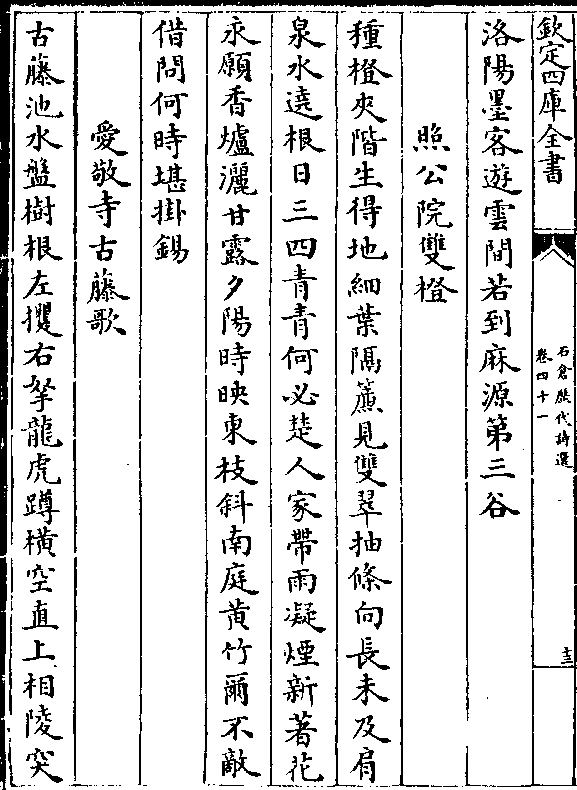 欽定四庫全書
石倉歷代詩選
卷四十一
十三
洛陽墨客遊雲間若到麻源第三谷
照公院雙橙
種橙夾階生得地細葉隔簾見雙翠抽條向長未及肩
泉水遶根日三四青青何必楚人家帶雨凝煙新著花
永願香爐灑甘露夕陽時映東枝斜南庭黄竹爾不敵
借問何時堪掛錫
愛敬寺古藤歌
古藤池水盤樹根左攫右拏龍虎蹲橫空直上相陵突